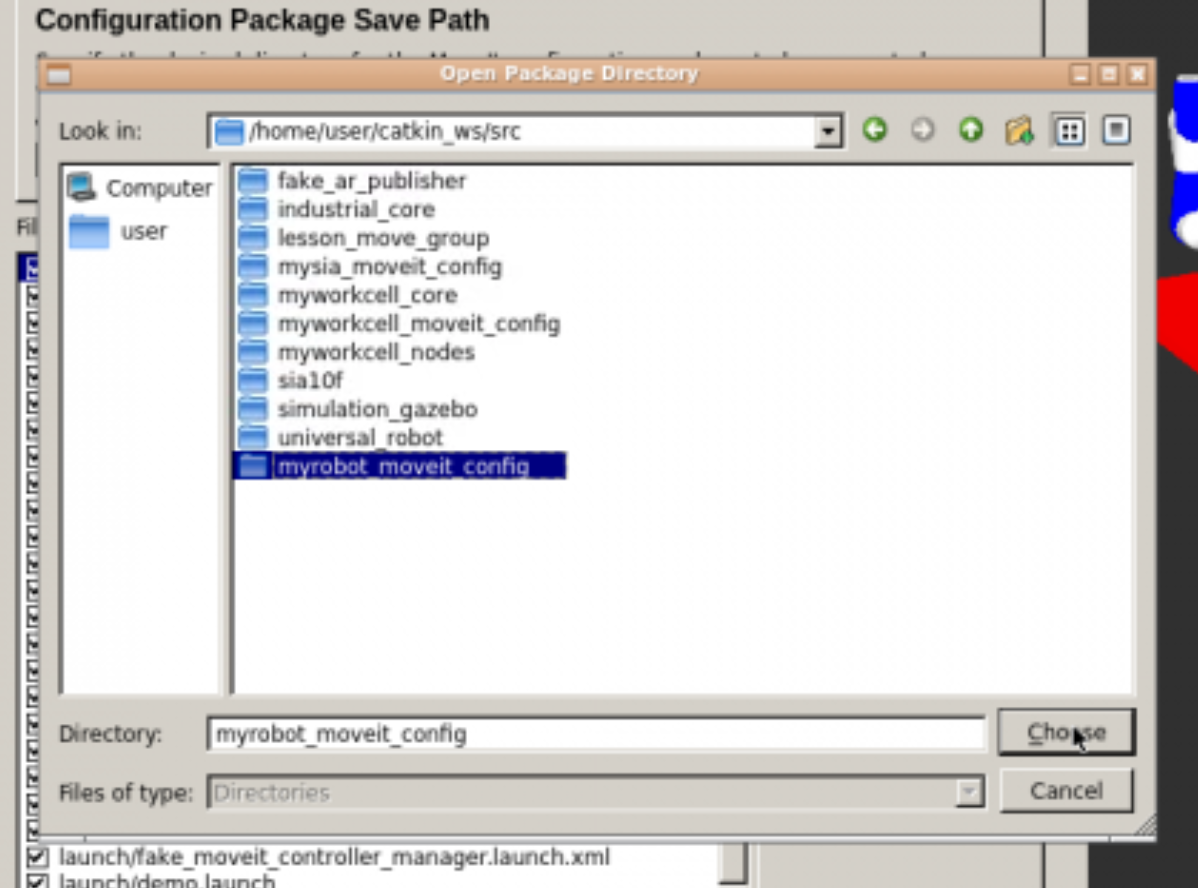 Configuration Package Save Path
Open Package Directory
Look in: /home/user/catkin_ws/src
Computer
user
fake_ar_publisher
industrial_core
lesson_move_group
mysia_moveit_config
myworkcell_core
myworkcell_moveit_config
myworkcell_nodes
sia10f
simulation_gazebo
universal_robot
myrobot_moveit_config
Directory: myrobot_moveit_config
Choose
Files of type: Directories
Cancel
launch/fake_moveit_controller_manager.launch.xml
launch/demo.launch